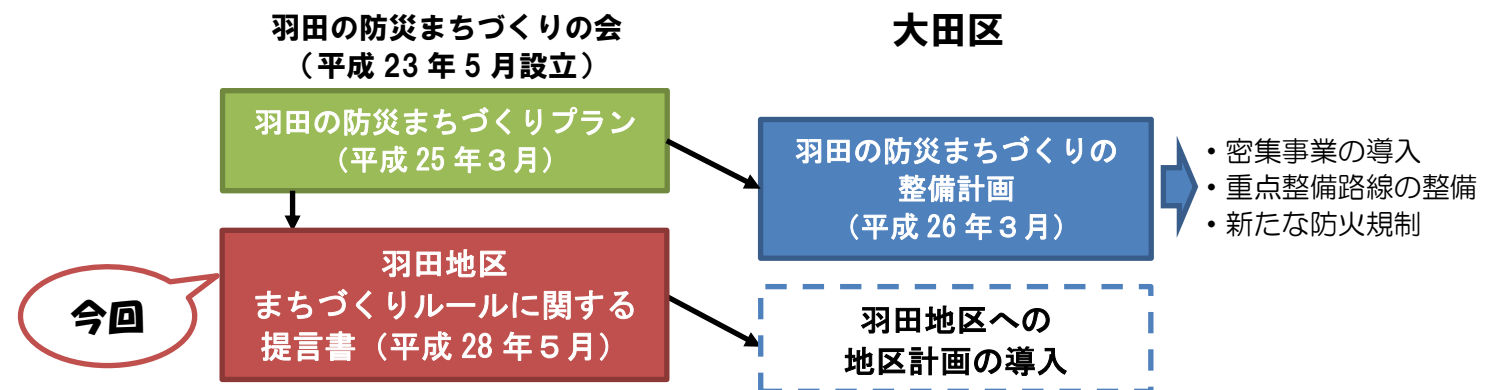 羽田の防災まちづくりの会
（平成 23 年 5 月設立）
大田区
羽田の防災まちづくりプラン
（平成 25 年３月）
羽田の防災まちづくりの
整備計画
（平成 26 年３月）
・密集事業の導入
・重点整備路線の整備
・新たな防火規制
今回
羽田地区
まちづくりルールに関する
提言書（平成 28 年５月）
羽田地区への
地区計画の導入